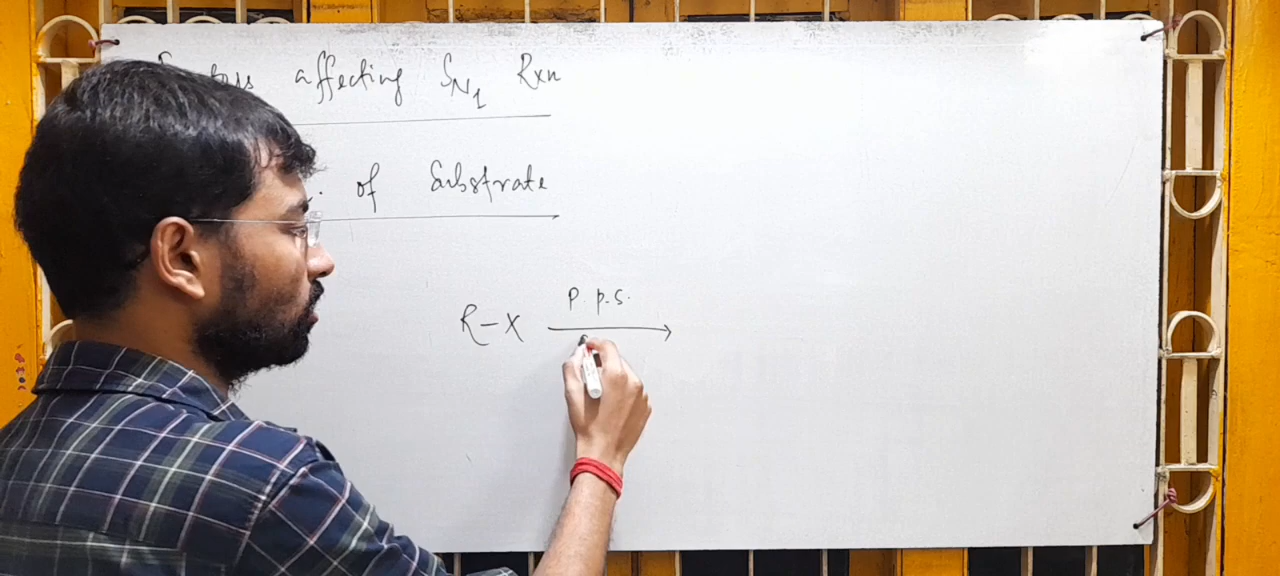 affecting SN1 Rxn
of Substrate
P. P.S.
R-X